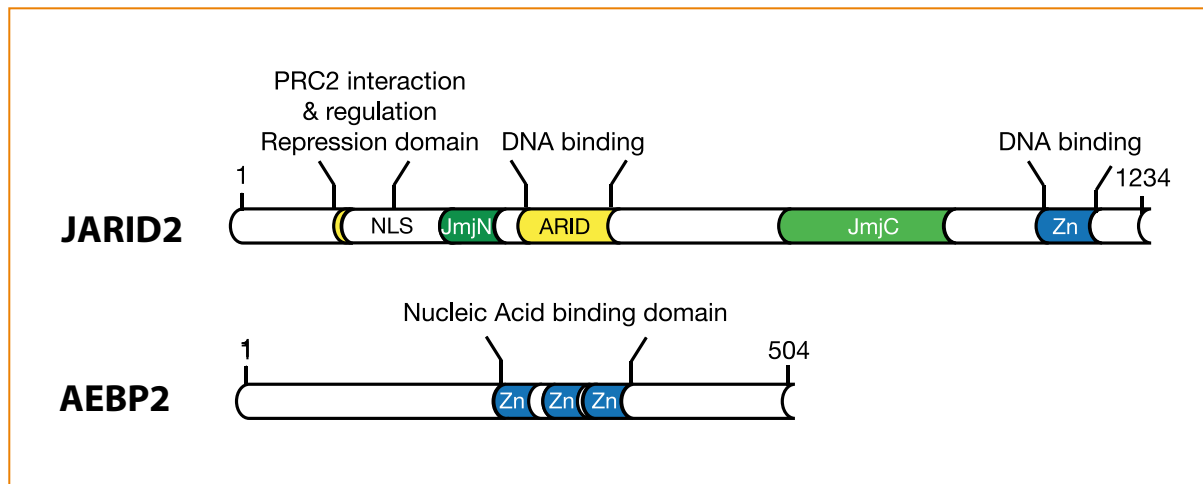 PRC2 interaction
& regulation
Repression domain
DNA binding
DNA binding
1
1234
JARID2
NLS
JmjN
ARID
JmjC
Zn
Nucleic Acid binding domain
1
504
AEBP2
Zn
Zn
Zn